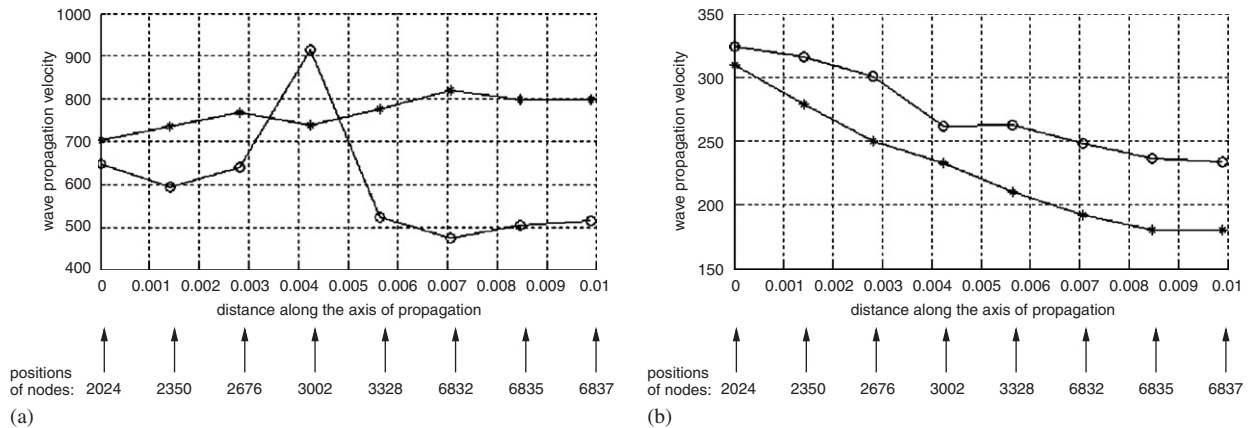 1000
900
800
700
600
500
400
wave propagation velocity
0 0.001 0.002 0.003 0.004 0.005 0.006 0.007 0.008 0.009 0.01
distance along the axis of propagation
positions
of nodes: 2024 2350 2676 3002 3328 6832 6835 6837
(a)
350
300
250
200
150
wave propagation velocity
0 0.001 0.002 0.003 0.004 0.005 0.006 0.007 0.008 0.009 0.01
distance along the axis of propagation
positions
of nodes: 2024 2350 2676 3002 3328 6832 6835 6837
(b)